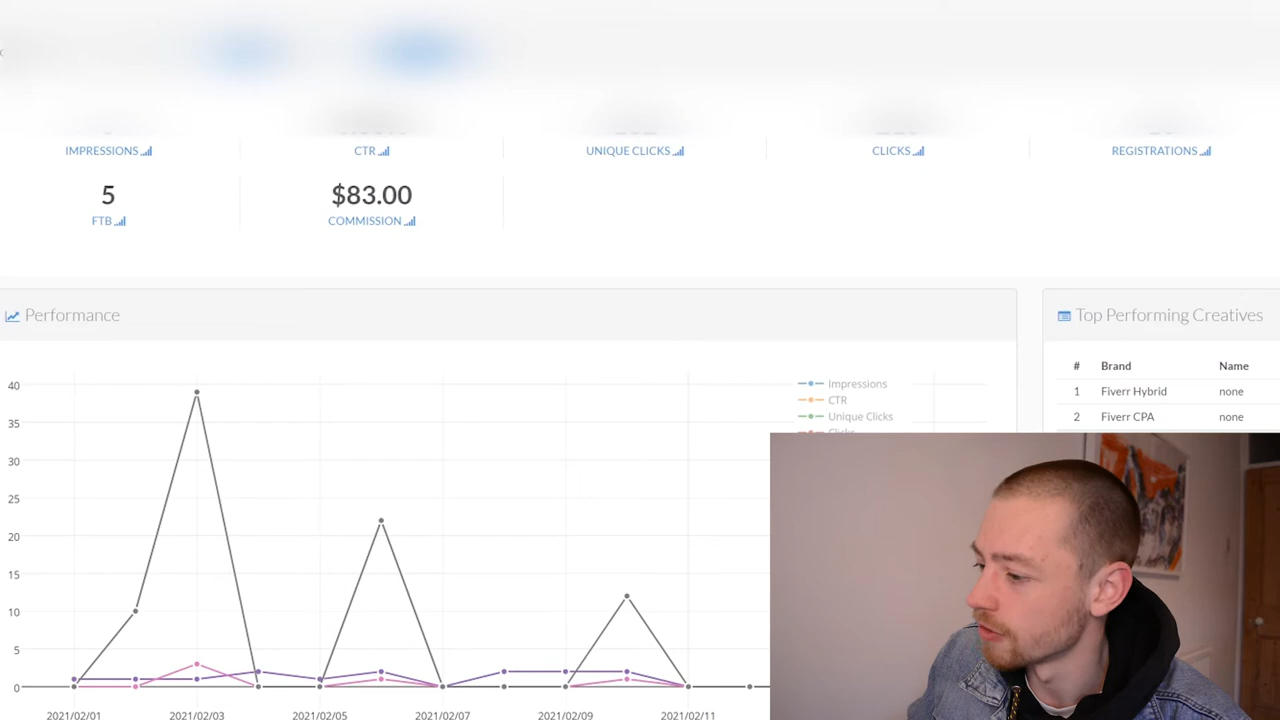 IMPRESSIONS
CTR
UNIQUE CLICKS
CLICKS
REGISTRATIONS
5
$83.00
FTB
COMMISSION
Performance
Top Performing Creatives
# Brand Name
1 Fiverr Hybrid none
2 Fiverr CPA none
Impressions
CTR
Unique Clicks
40
35
30
25
20
15
10
5
0
2021/02/01 2021/02/03 2021/02/05 2021/02/07 2021/02/09 2021/02/11